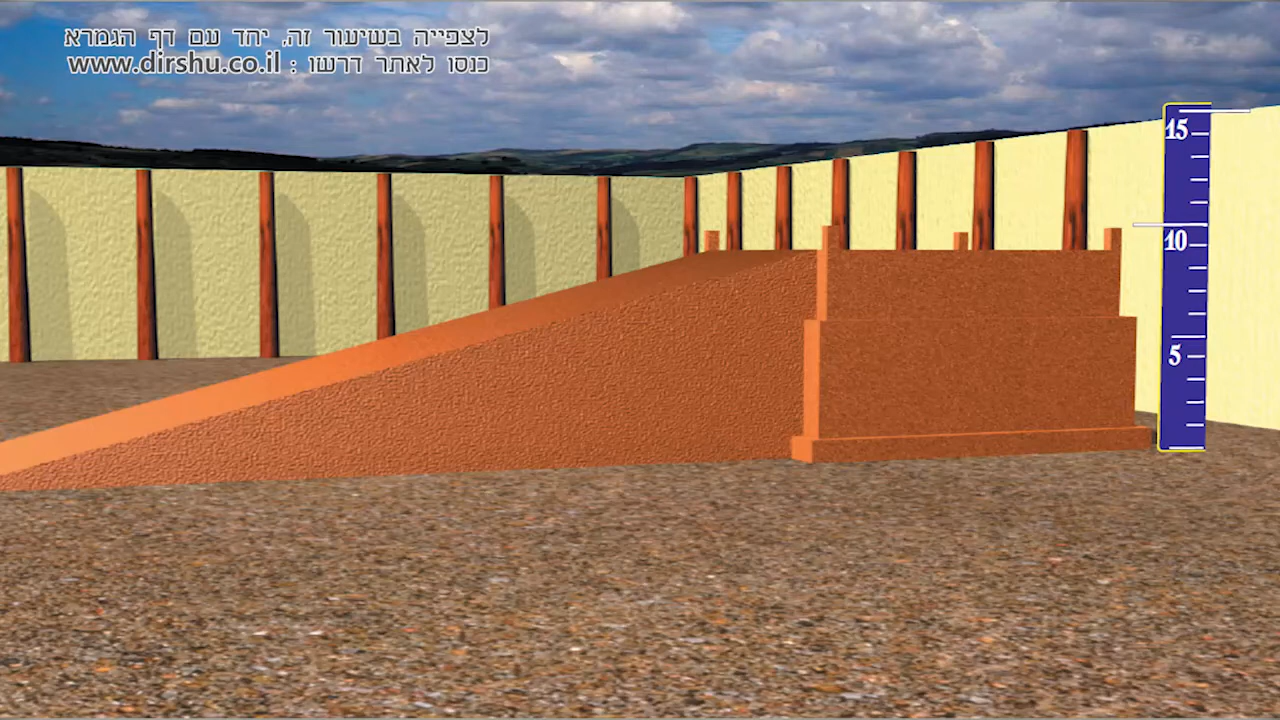 לצפייה בשיעור זה, יחד עם דף הגמרא
כנסו לאתר דרשו : www.dirshu.co.il
15
10
5